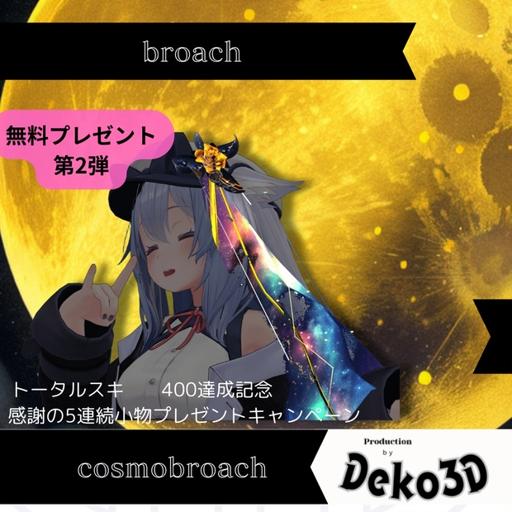 broach
無料プレゼント
第2弾
トータルスキ　400達成記念
感謝の5連続小物プレゼントキャンペーン
cosmobroach
Production
by
Deko3D